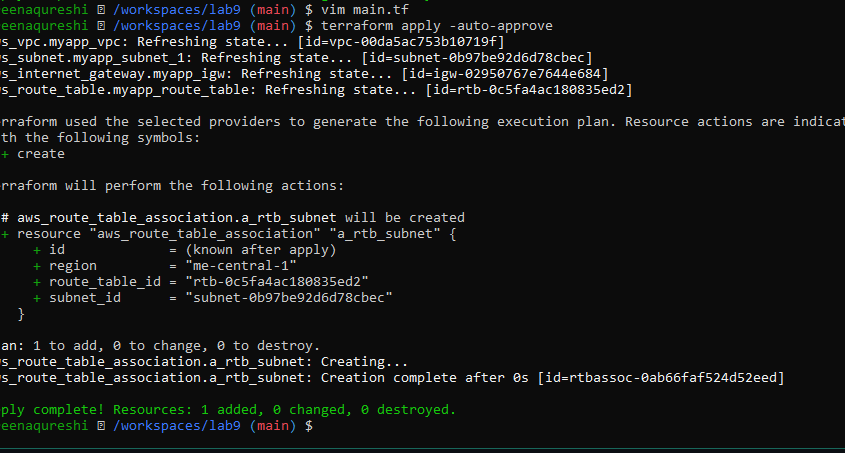 eenaqureshi /workspaces/lab9 (main) $ vim main.tf
eenaqureshi /workspaces/lab9 (main) $ terraform apply -auto-approve
s_vpc.myapp_vpc: Refreshing state... [id=vpc-00da5ac753b10719f]
s_subnet.myapp_subnet_1: Refreshing state... [id=subnet-0b97be92d6d78cbec]
s_internet_gateway.myapp_igw: Refreshing state... [id=igw-02950767e7644e684]
s_route_table.myapp_route_table: Refreshing state... [id=rtb-0c5fa4ac180835ed2]
rraform used the selected providers to generate the following execution plan. Resource actions are indicat
th the following symbols:
+ create
rraform will perform the following actions:
# aws_route_table_association.a_rtb_subnet will be created
+ resource "aws_route_table_association" "a_rtb_subnet" {
+ id = (known after apply)
+ region = "me-central-1"
+ route_table_id = "rtb-0c5fa4ac180835ed2"
+ subnet_id = "subnet-0b97be92d6d78cbec"
}
an: 1 to add, 0 to change, 0 to destroy.
s_route_table_association.a_rtb_subnet: Creating...
s_route_table_association.a_rtb_subnet: Creation complete after 0s [id=rtbassoc-0ab66faf524d52eed]
ply complete! Resources: 1 added, 0 changed, 0 destroyed.
eenaqureshi /workspaces/lab9 (main) $